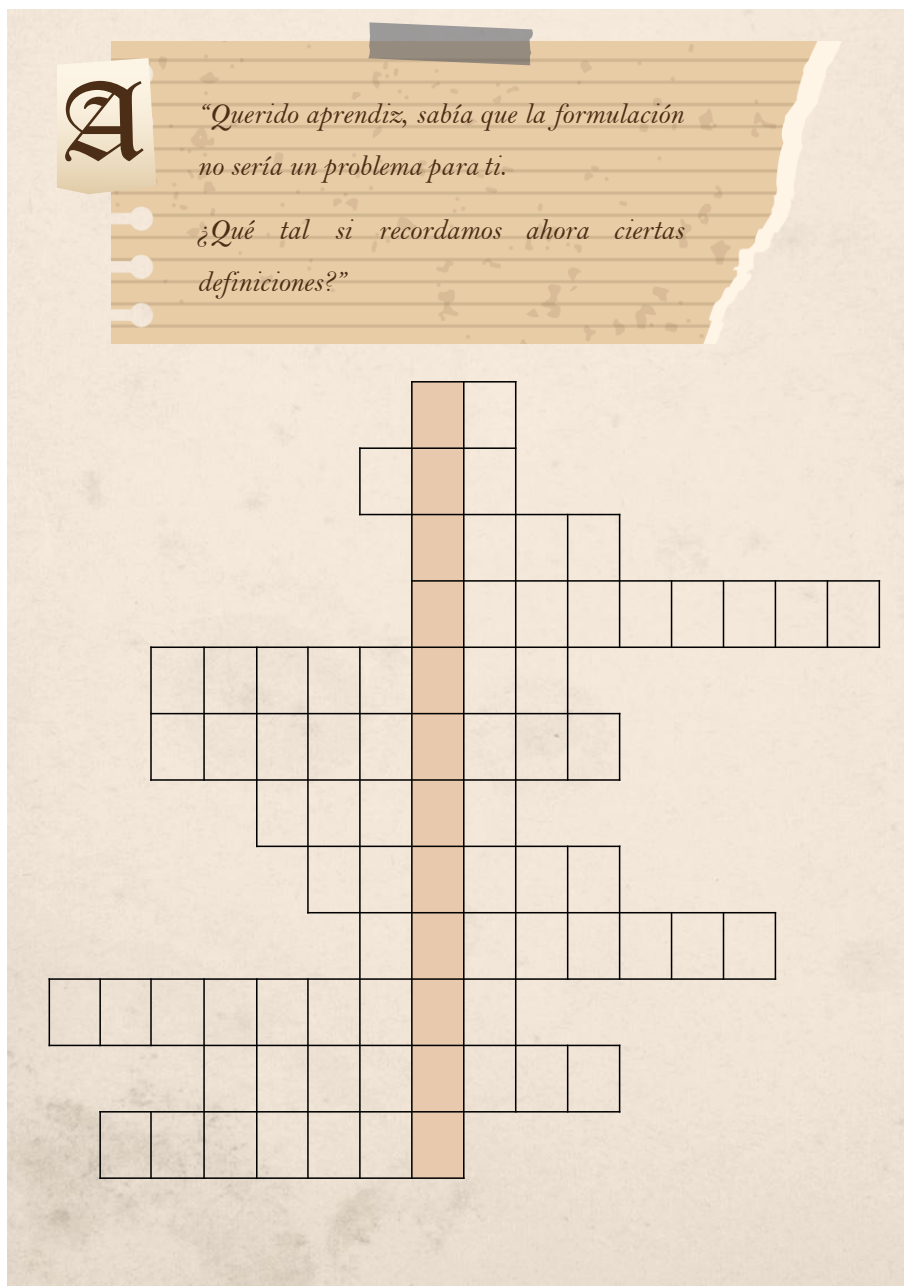 A
“Querido aprendiz, sabía que la formulación
no sería un problema para ti.
¿Qué tal si recordamos ahora ciertas
definiciones?”